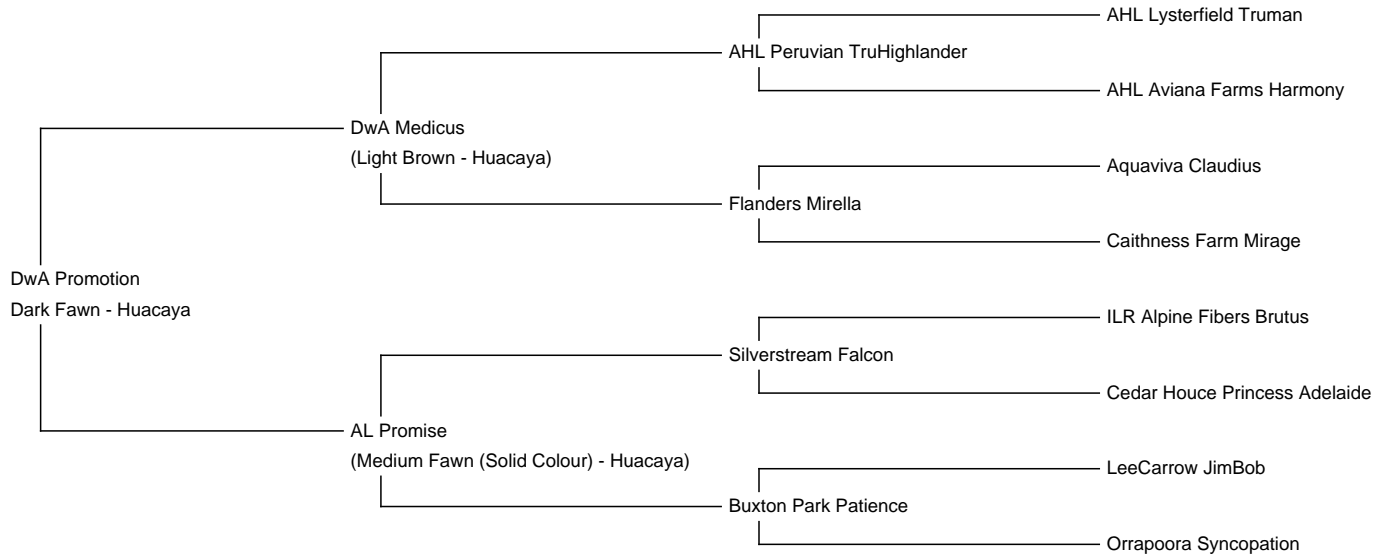 AHL Lysterfield Truman
AHL Peruvian TruHighlander
AHL Aviana Farms Harmony
DwA Medicus
(Light Brown - Huacaya)
Aquaviva Claudius
Flanders Mirella
Caithness Farm Mirage
DwA Promotion
Dark Fawn - Huacaya
ILR Alpine Fibers Brutus
Silverstream Falcon
Cedar Houce Princess Adelaide
AL Promise
(Medium Fawn (Solid Colour) - Huacaya)
LeeCarrow JimBob
Buxton Park Patience
Orrapoora Syncopation